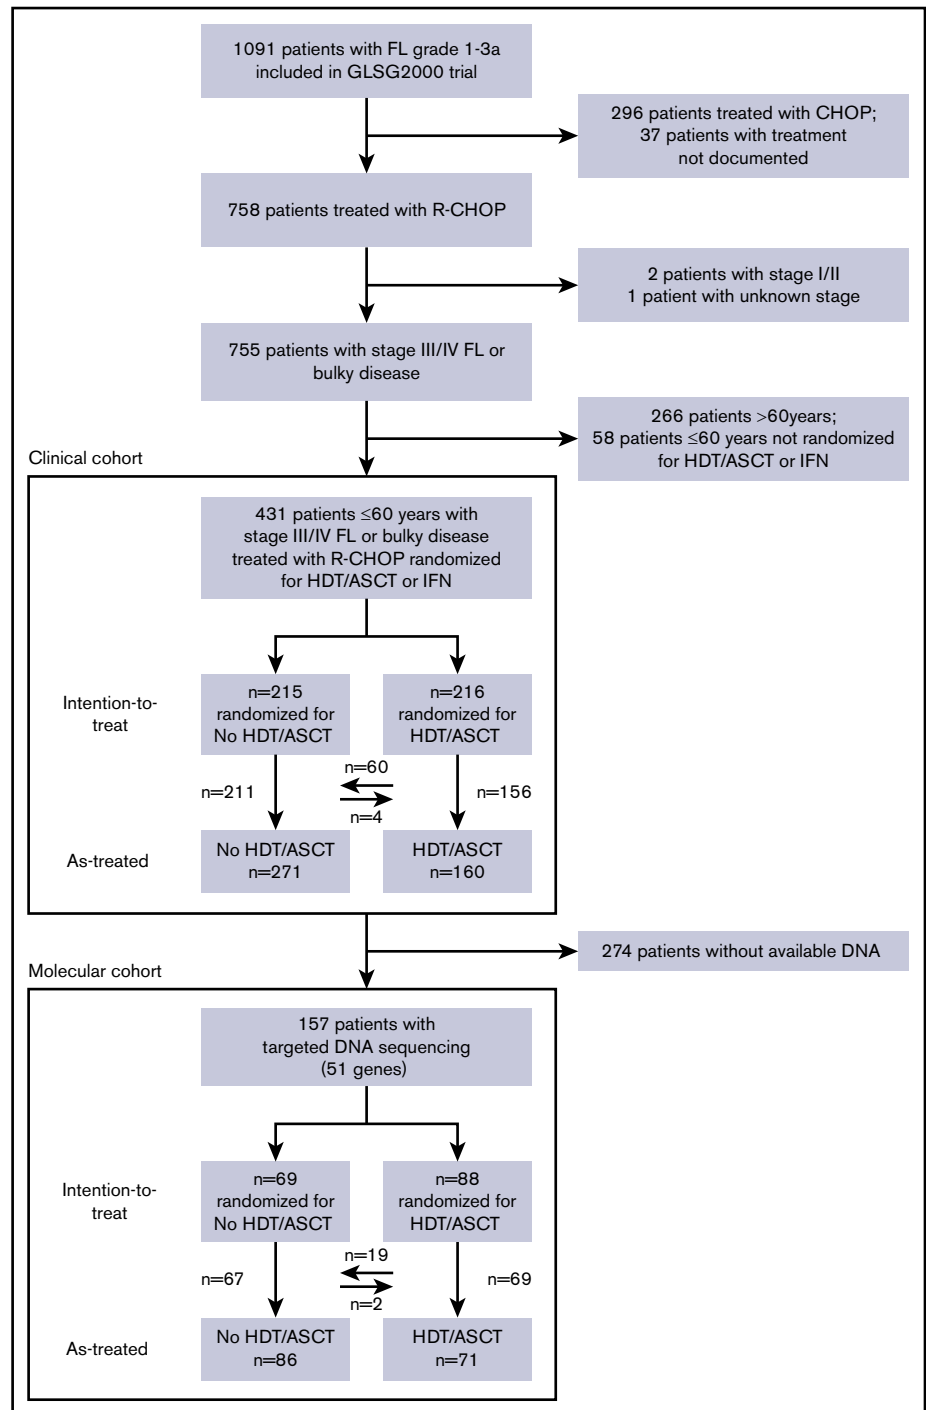 1091 patients with FL grade 1-3a
included in GLSG2000 trial
296 patients treated with CHOP;
37 patients with treatment
not documented
758 patients treated with R-CHOP
2 patients with stage I/II
1 patient with unknown stage
755 patients with stage III/IV FL or
bulky disease
266 patients >60years;
58 patients ≤60 years not randomized
for HDT/ASCT or IFN
Clinical cohort
431 patients ≤60 years with
stage III/IV FL or bulky disease
treated with R-CHOP randomized
for HDT/ASCT or IFN
Intention-to-
treat
n=215
randomized for
No HDT/ASCT
n=216
randomized for
HDT/ASCT
n=211
n=60
n=4
n=156
As-treated
No HDT/ASCT
n=271
HDT/ASCT
n=160
274 patients without available DNA
Molecular cohort
157 patients with
targeted DNA sequencing
(51 genes)
Intention-to-
treat
n=69
randomized for
No HDT/ASCT
n=88
randomized for
HDT/ASCT
n=67
n=19
n=2
n=69
As-treated
No HDT/ASCT
n=86
HDT/ASCT
n=71